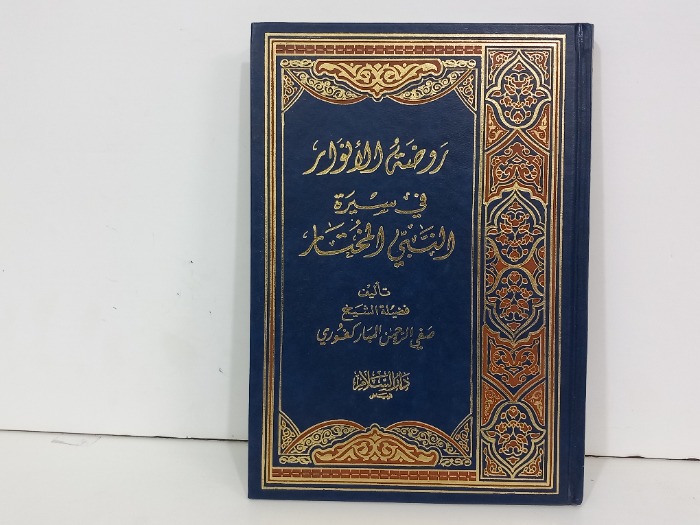 روضة الأنوار
في سيرة
النبي المختار
تأليف
فضيلة الشيخ
صفي الرحمن المباركفوري
دار السلام